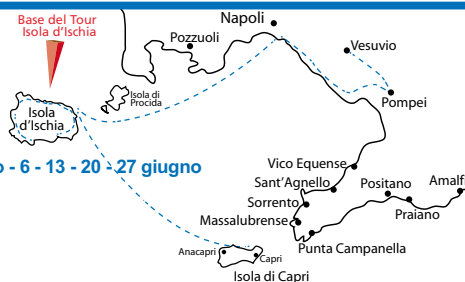 Base del Tour
Isola d'Ischia
Napoli
Pozzuoli
Vesuvio
Isola di
Procida
Pompei
Isola
d'Ischia
- 6 - 13 - 20 - 27 giugno
Vico Equense
Sant'Agnello
Positano
Amalfi
Sorrento
Praiano
Massalubrense
Punta Campanella
Anacapri
Capri
Isola di Capri